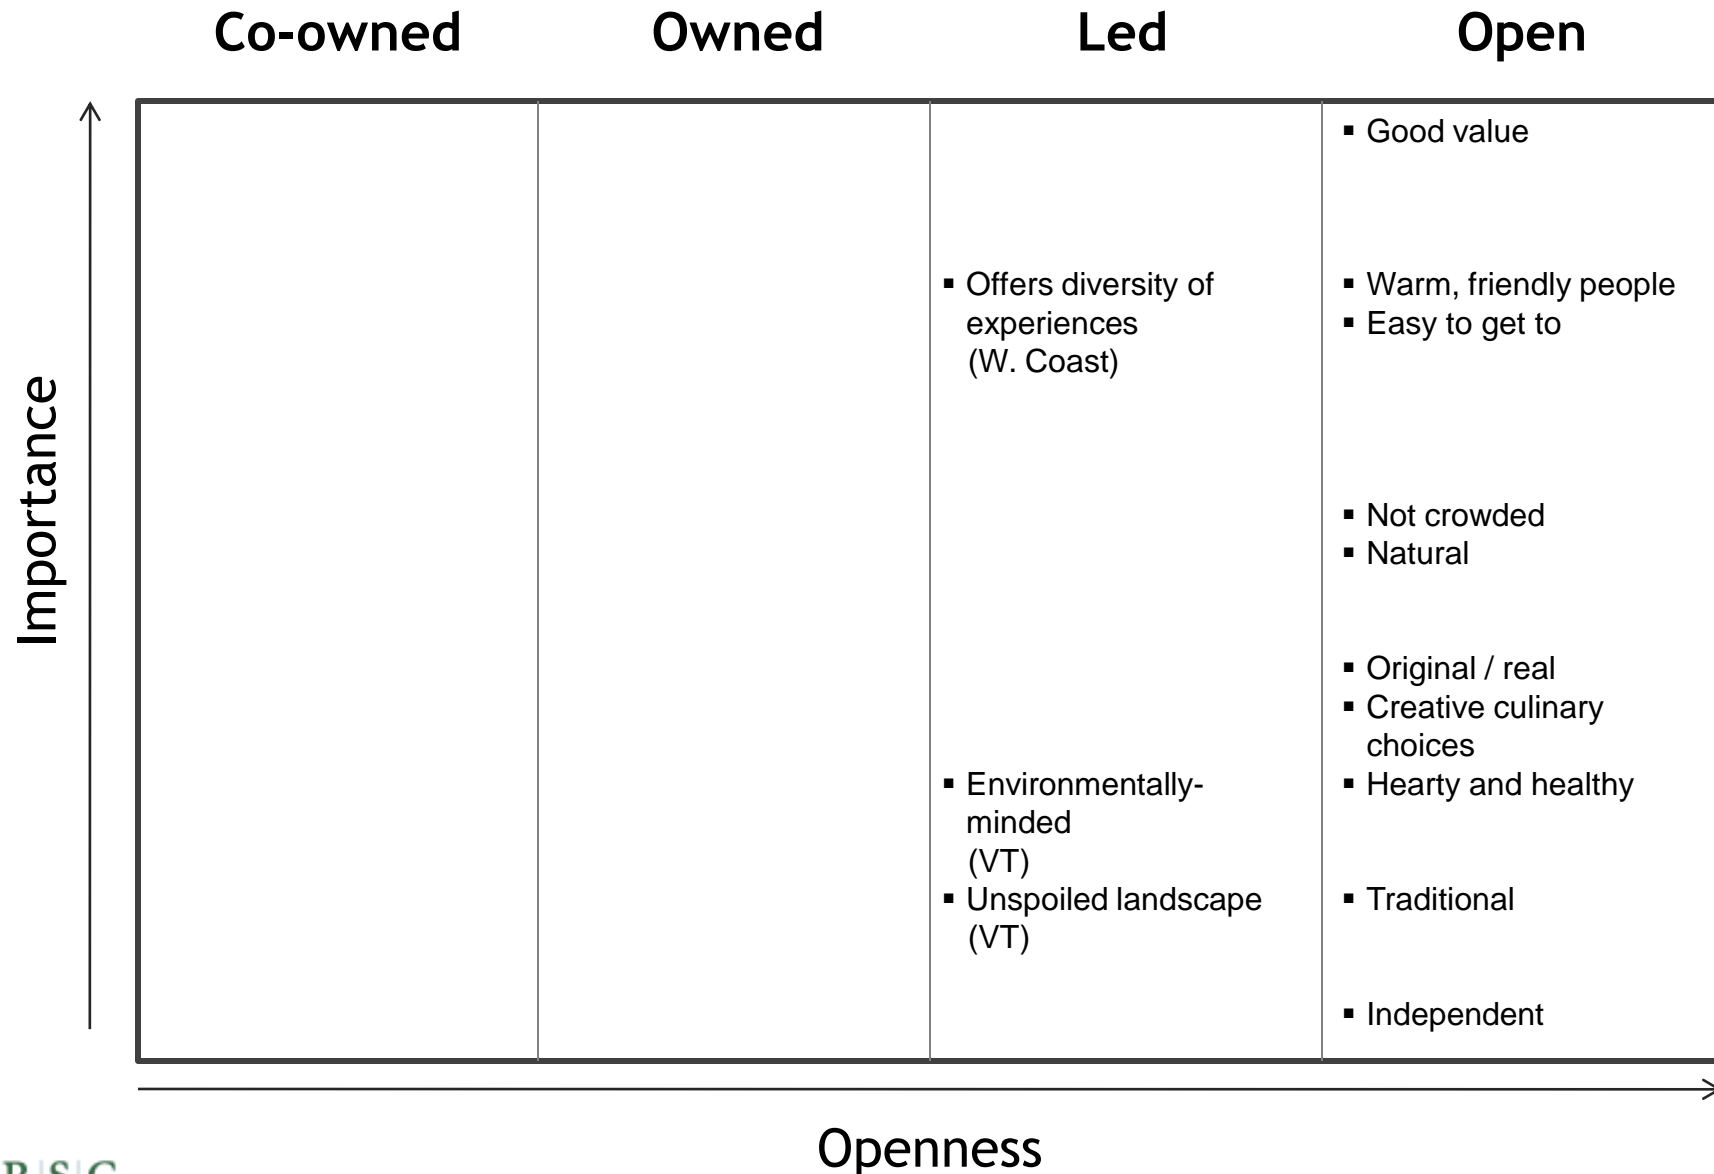 Co-owned Owned Led Open
Importance
▪ Good value
▪ Offers diversity of
experiences
(W. Coast)
▪ Warm, friendly people
▪ Easy to get to
▪ Not crowded
▪ Natural
▪ Original / real
▪ Creative culinary
choices
▪ Hearty and healthy
▪ Environmentally-
minded
(VT)
▪ Unspoiled landscape
(VT)
▪ Traditional
▪ Independent
Openness